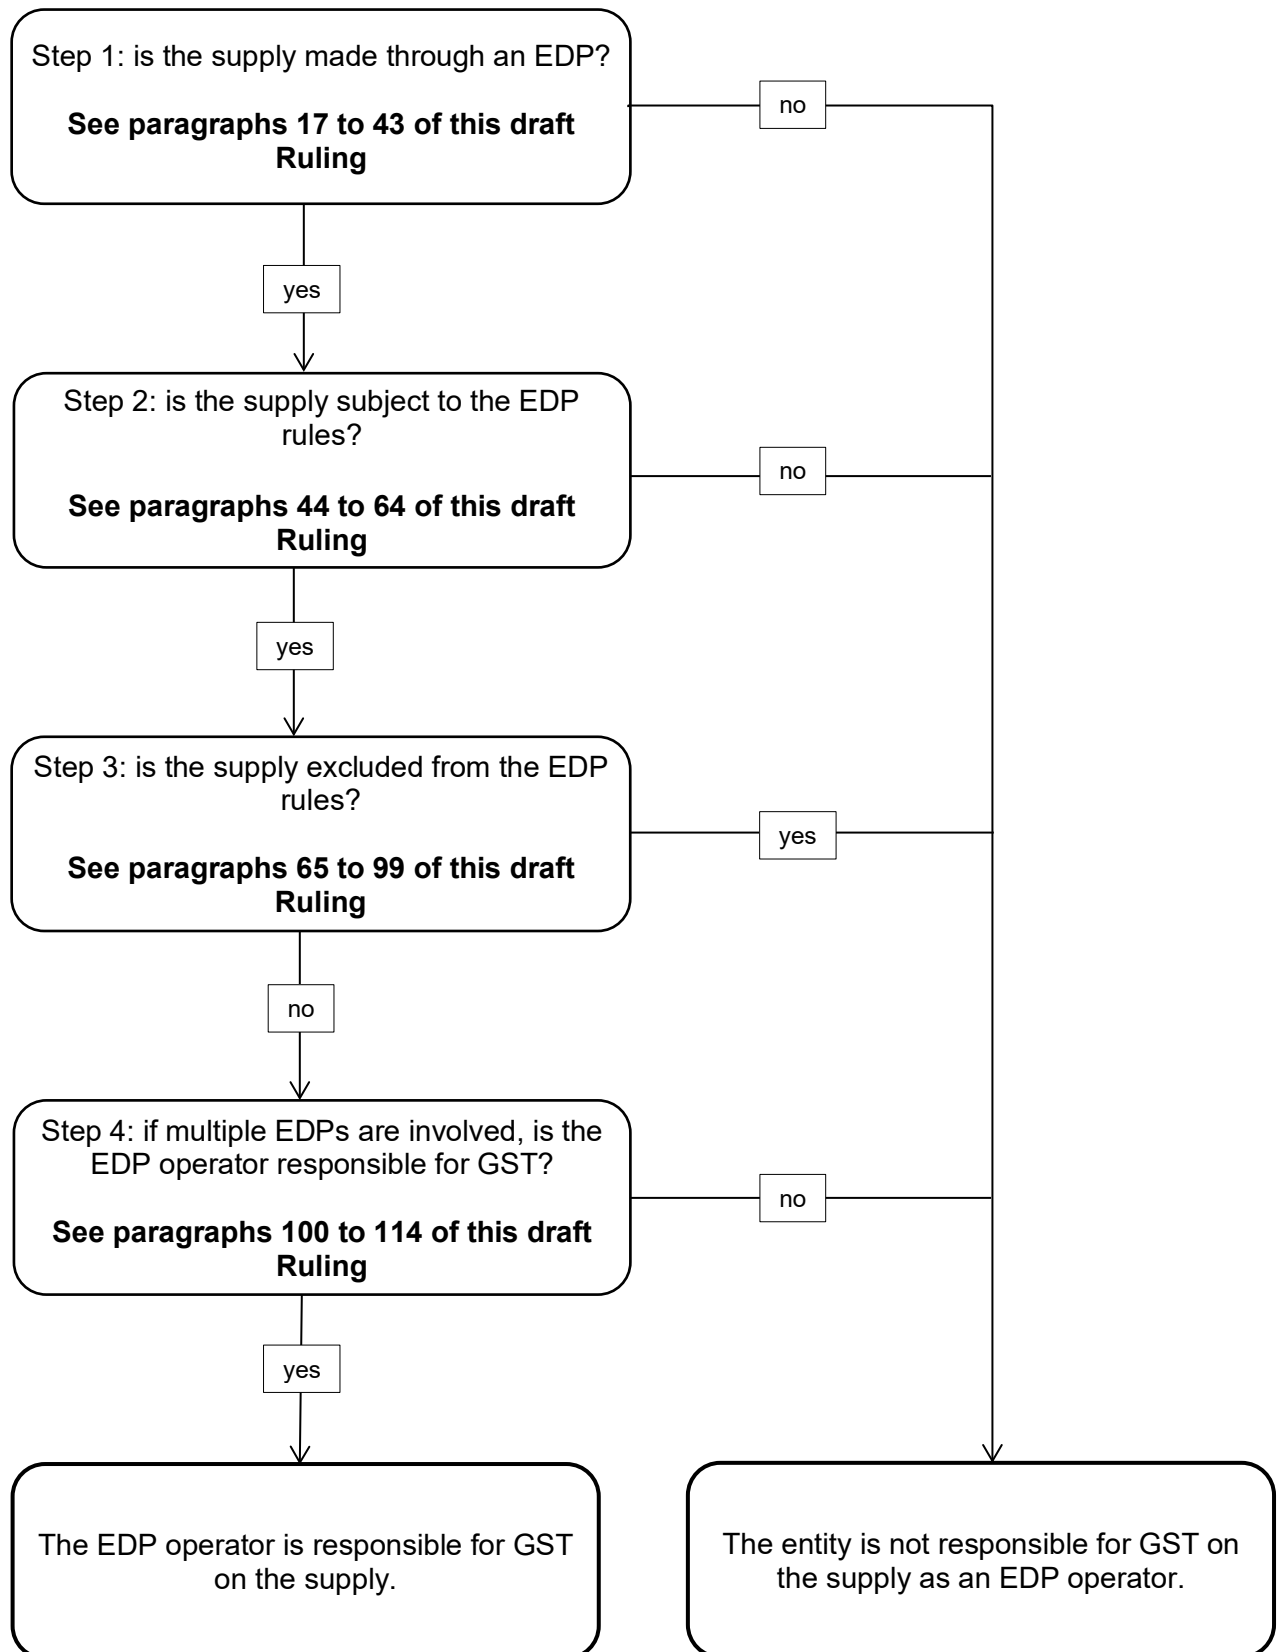 Step 1: is the supply made through an EDP?
See paragraphs 17 to 43 of this draft
Ruling
no
yes
Step 2: is the supply subject to the EDP
rules?
See paragraphs 44 to 64 of this draft
Ruling
no
yes
Step 3: is the supply excluded from the EDP
rules?
See paragraphs 65 to 99 of this draft
Ruling
yes
no
Step 4: if multiple EDPs are involved, is the
EDP operator responsible for GST?
See paragraphs 100 to 114 of this draft
Ruling
no
yes
The EDP operator is responsible for GST
on the supply.
The entity is not responsible for GST on
the supply as an EDP operator.